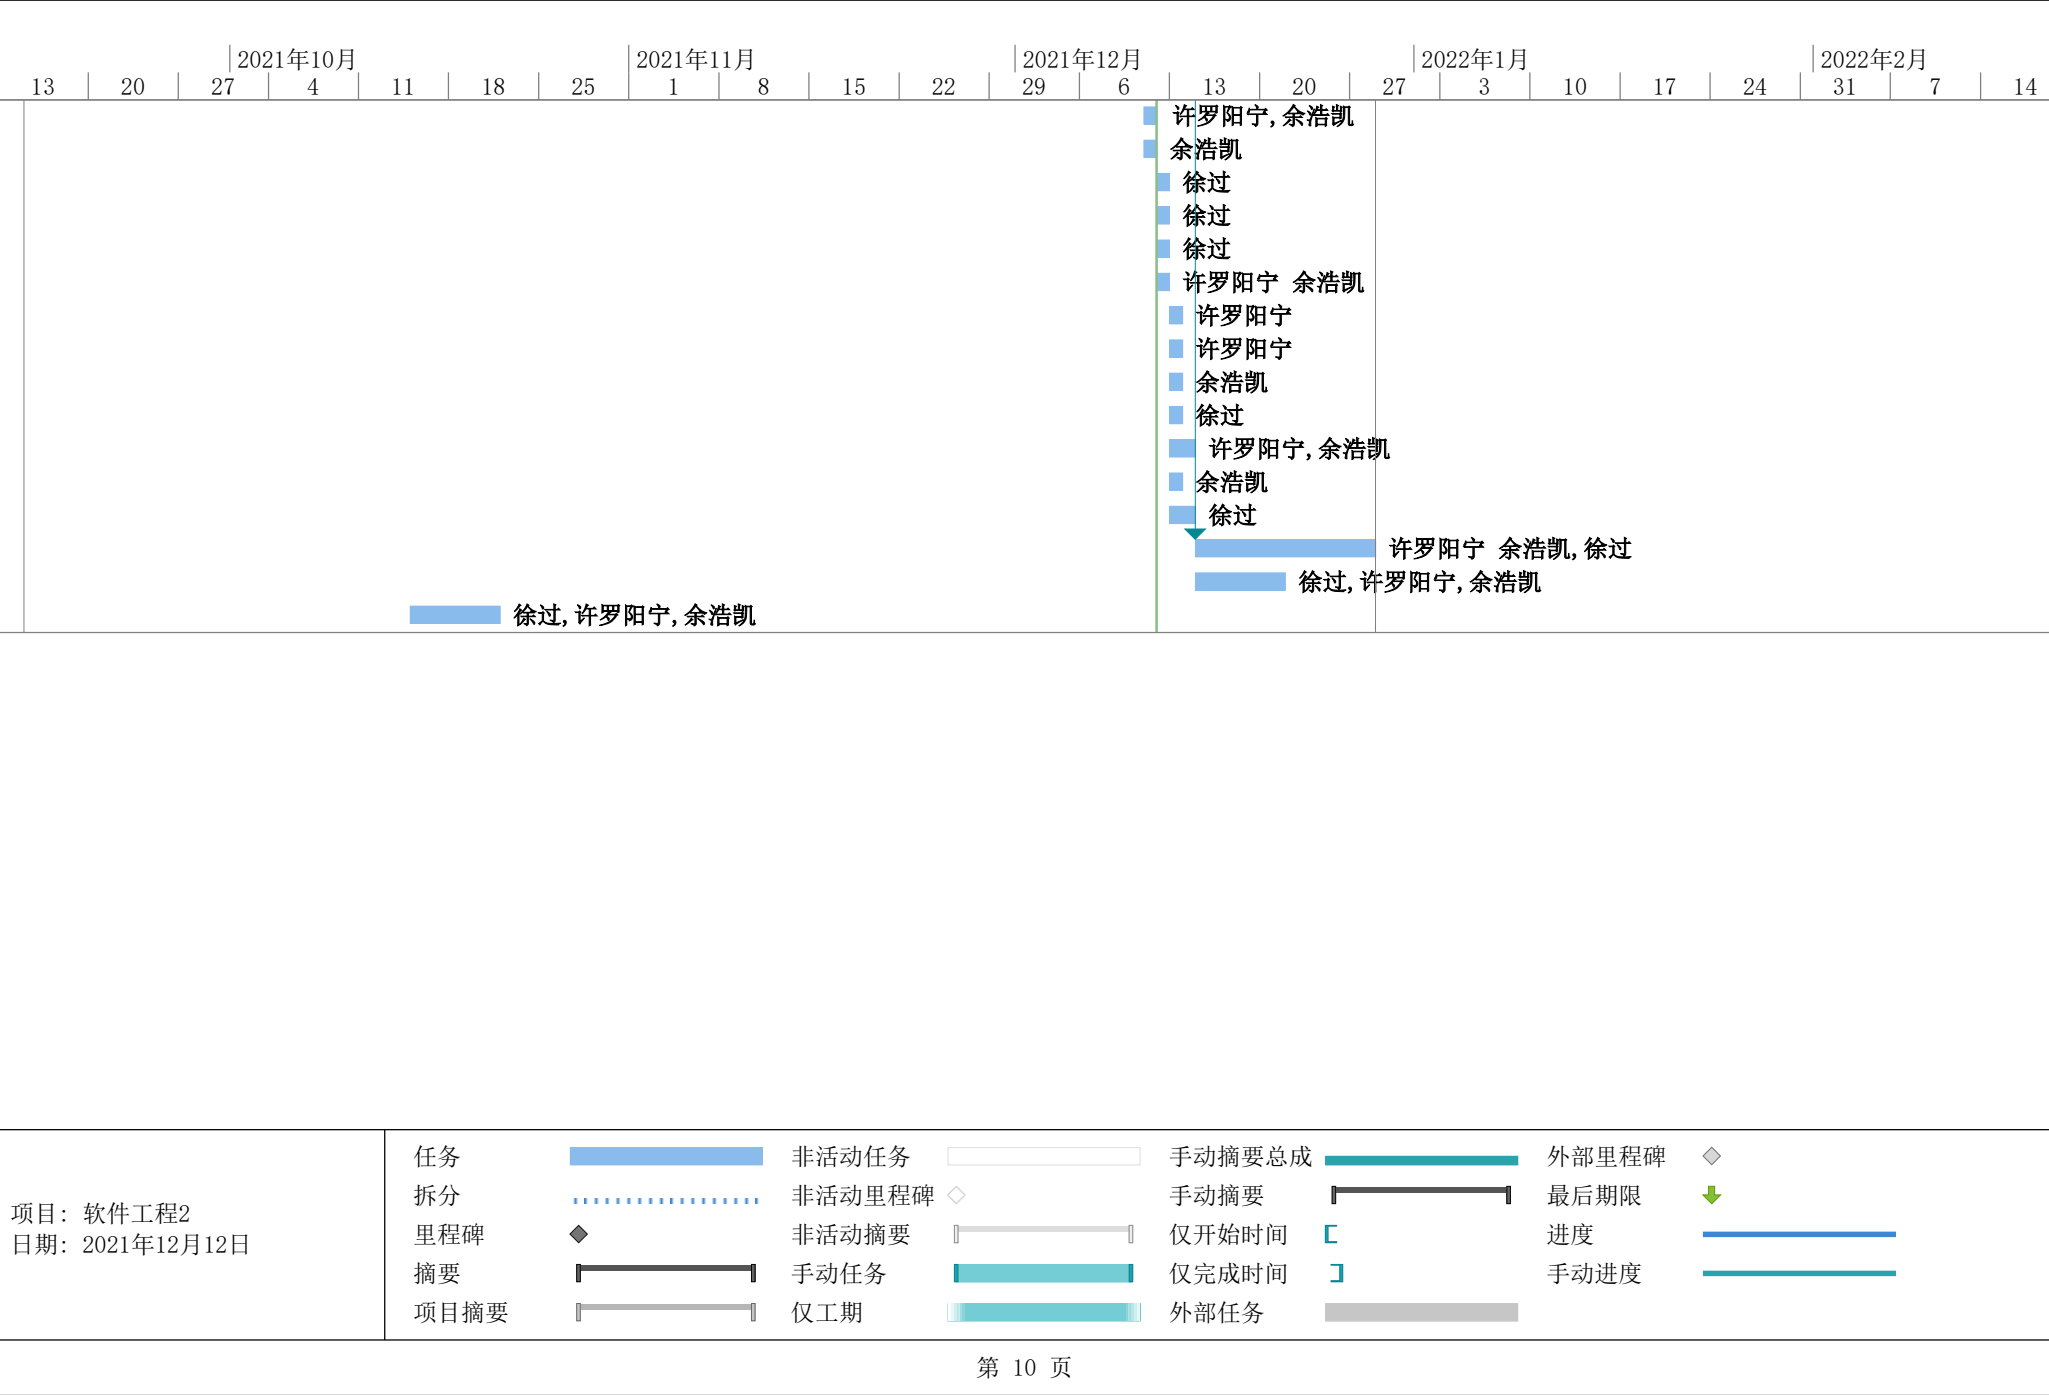 2021年10月 2021年11月 2021年12月 2022年1月 2022年2月
13 20 27 4 11 18 25 1 8 15 22 29 6 13 20 27 3 10 17 24 31 7 14
许罗阳宁,余浩凯
余浩凯
徐过
徐过
徐过
许罗阳宁 余浩凯
许罗阳宁
许罗阳宁
余浩凯
徐过
许罗阳宁,余浩凯
余浩凯
徐过
许罗阳宁 余浩凯,徐过
徐过,许罗阳宁,余浩凯
徐过,许罗阳宁,余浩凯
项目: 软件工程2
日期: 2021年12月12日
任务
拆分
里程碑
摘要
项目摘要
非活动任务
非活动里程碑
非活动摘要
手动任务
仅工期
手动摘要总成
手动摘要
仅开始时间
仅完成时间
外部任务
外部里程碑
最后期限
进度
手动进度
第 10 页